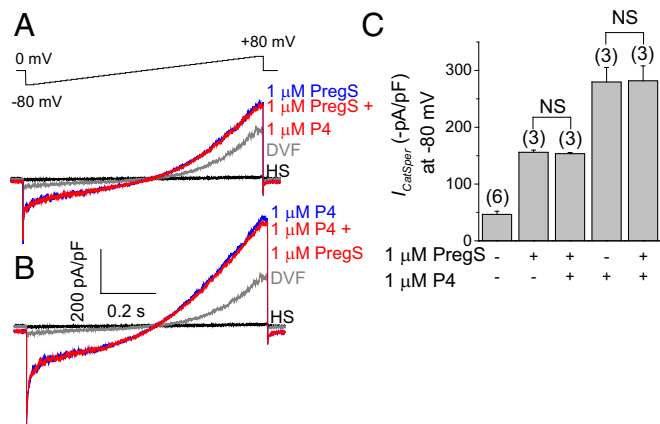 A
0 mV
+80 mV
-80 mV
1 µM PregS
1 µM PregS +
1 µM P4
DVF
HS
B
200 pA/pF
0.2 s
1 µM P4
1 µM P4 +
1 µM PregS
DVF
HS
C
NS
NS
(3) (3)
(3) (3)
(6)
300
200
100
0
I CatSper (-pA/pF)
at -80 mV
1 µM PregS - + + - +
1 µM P4 - - + + +